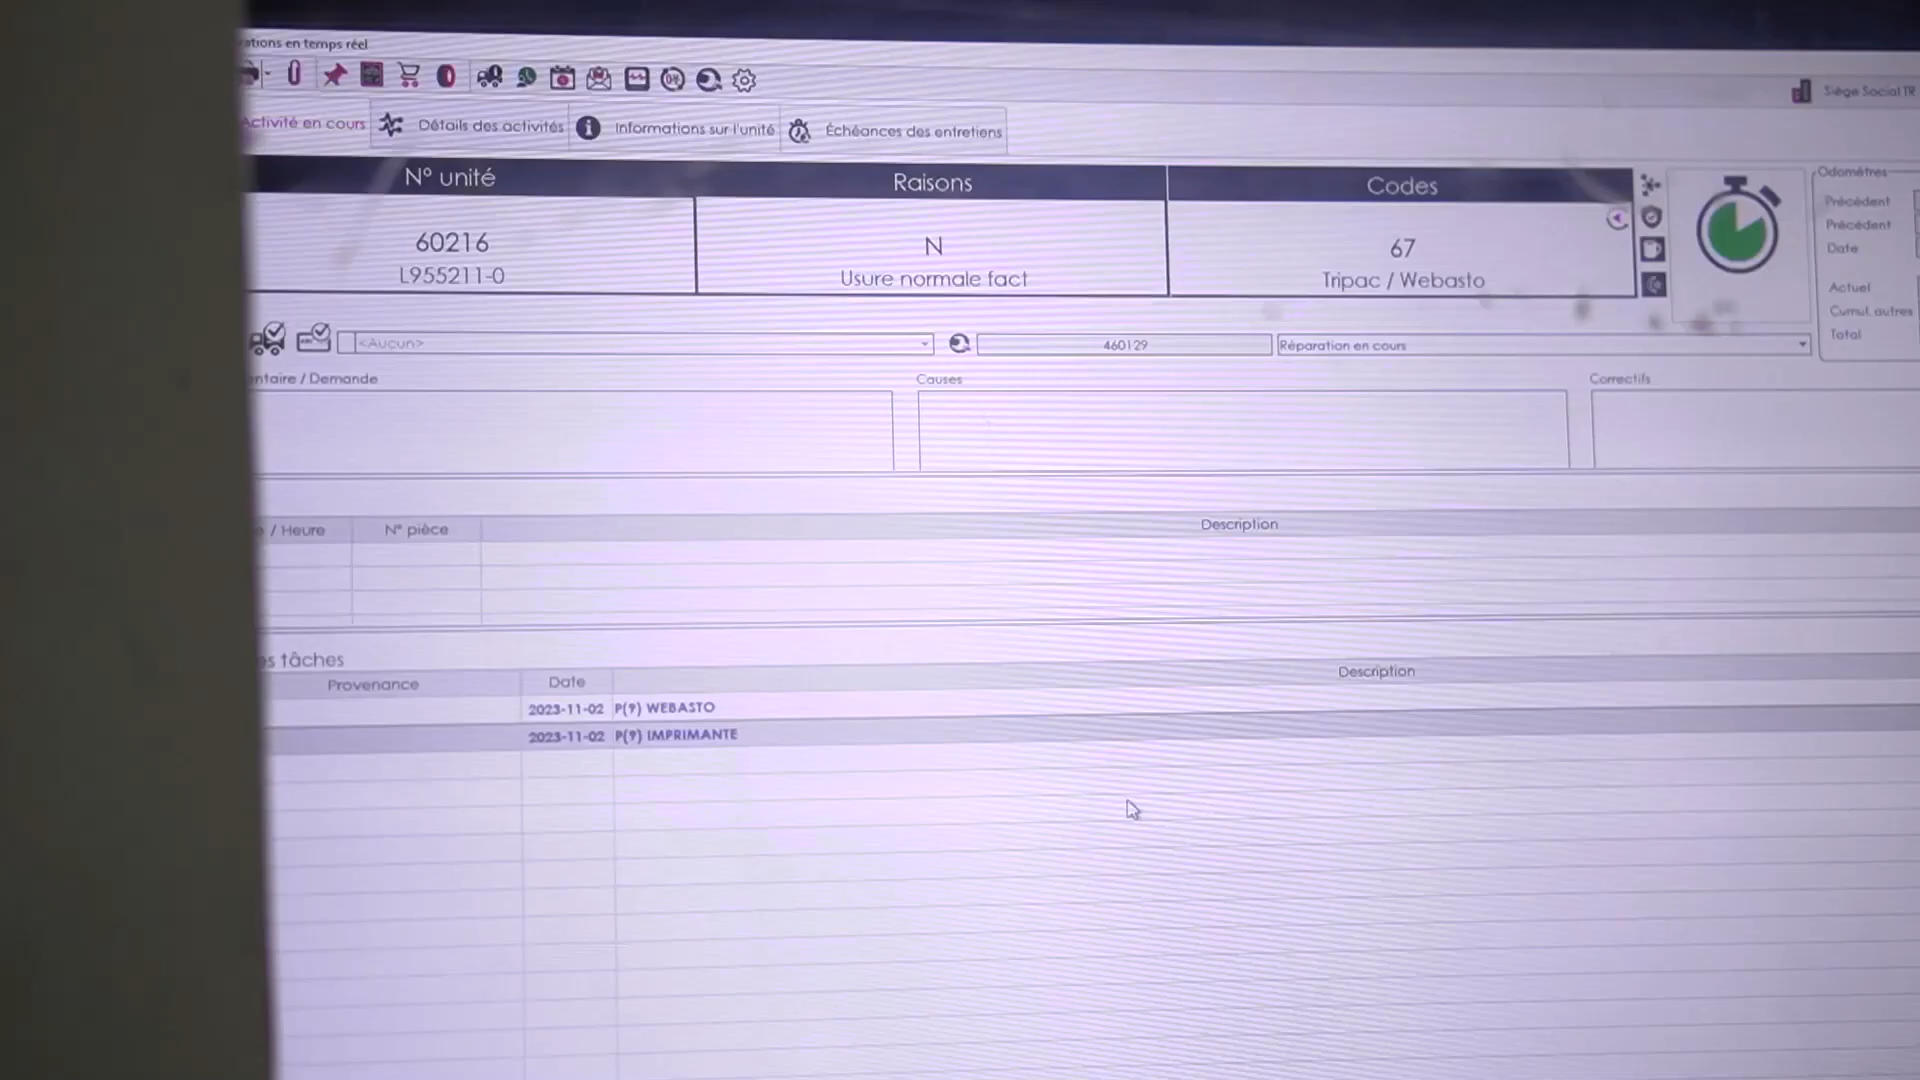 ations en temps réel
Siège Social TR
Activité en cours
Détails des activités
Informations sur l'unité
Échéances des entretiens
N° unité
Raisons
Codes
60216
L955211-0
N
Usure normale fact
67
Tripac / Webasto
Odomètres
Précédent
Précédent
Date
Actuel
Cumul. autres
Total
<Aucun>
460129
Réparation en cours
ntaire / Demande
Causes
Correctifs
e / Heure
N° pièce
Description
es tâches
Provenance
Date
Description
2023-11-02 P(9) WEBASTO
2023-11-02 P(9) IMPRIMANTE